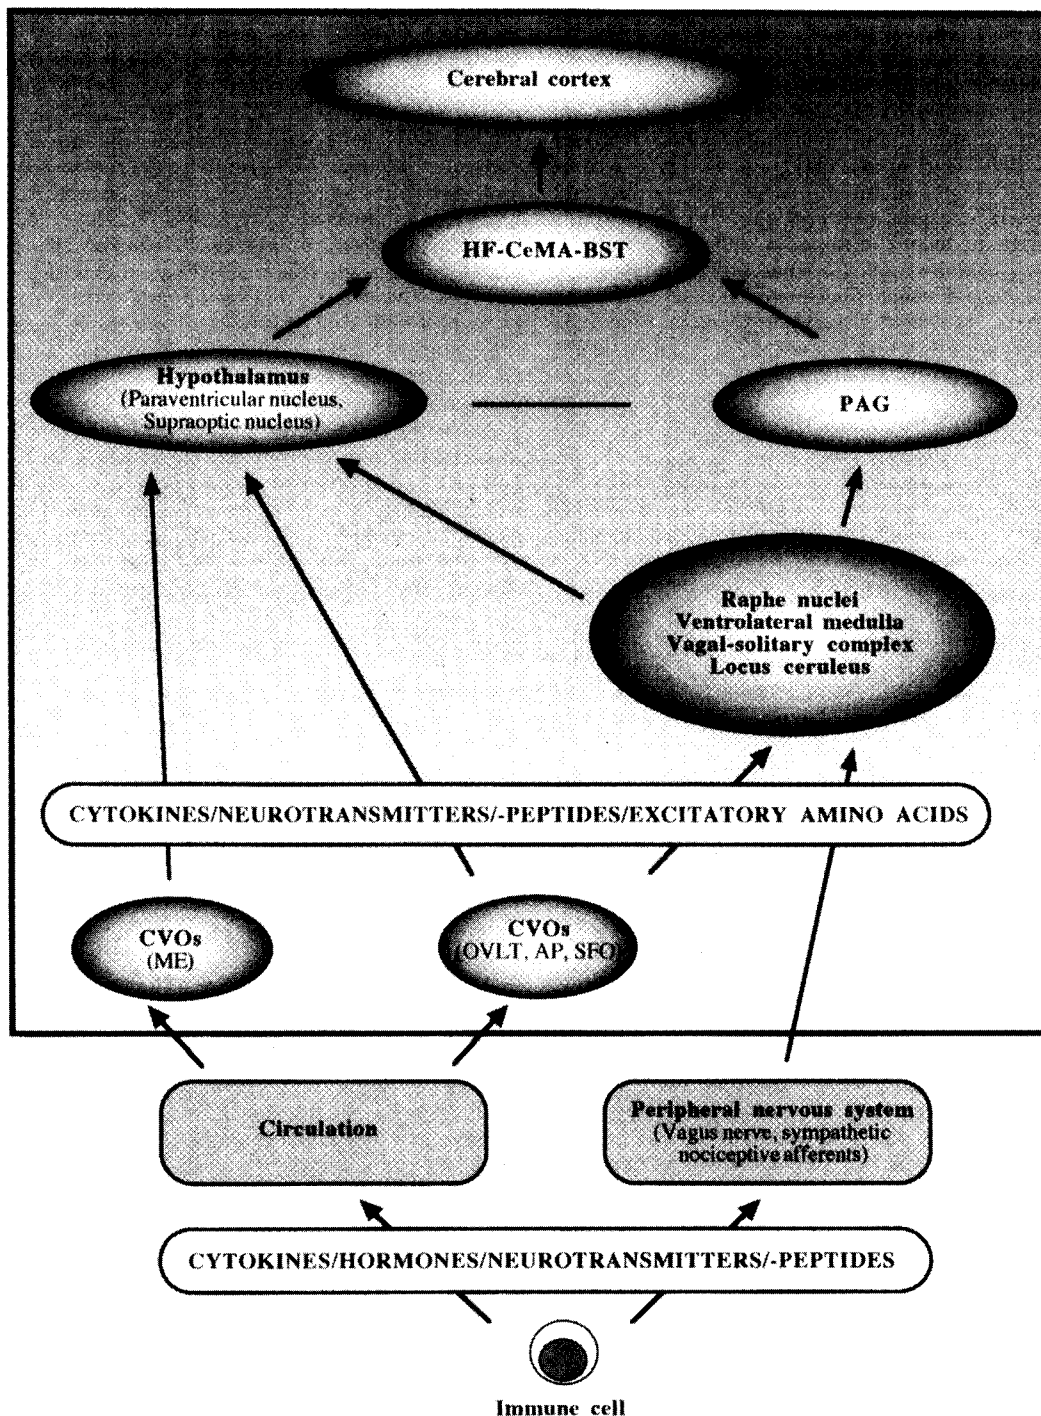 Cerebral cortex
HF-CeMA-BST
Hypothalamus
(Paraventricular nucleus,
Supraoptic nucleus)
PAG
Raphe nuclei
Ventrolateral medulla
Vagal-solitary complex
Locus ceruleus
CYTOKINES/NEUROTRANSMITTERS/-PEPTIDES/EXCITATORY AMINO ACIDS
CVOs
(ME)
CVOs
(OVLT, AP, SFO)
Circulation
Peripheral nervous system
(Vagus nerve, sympathetic
nociceptive afferents)
CYTOKINES/HORMONES/NEUROTRANSMITTERS/-PEPTIDES
Immune cell